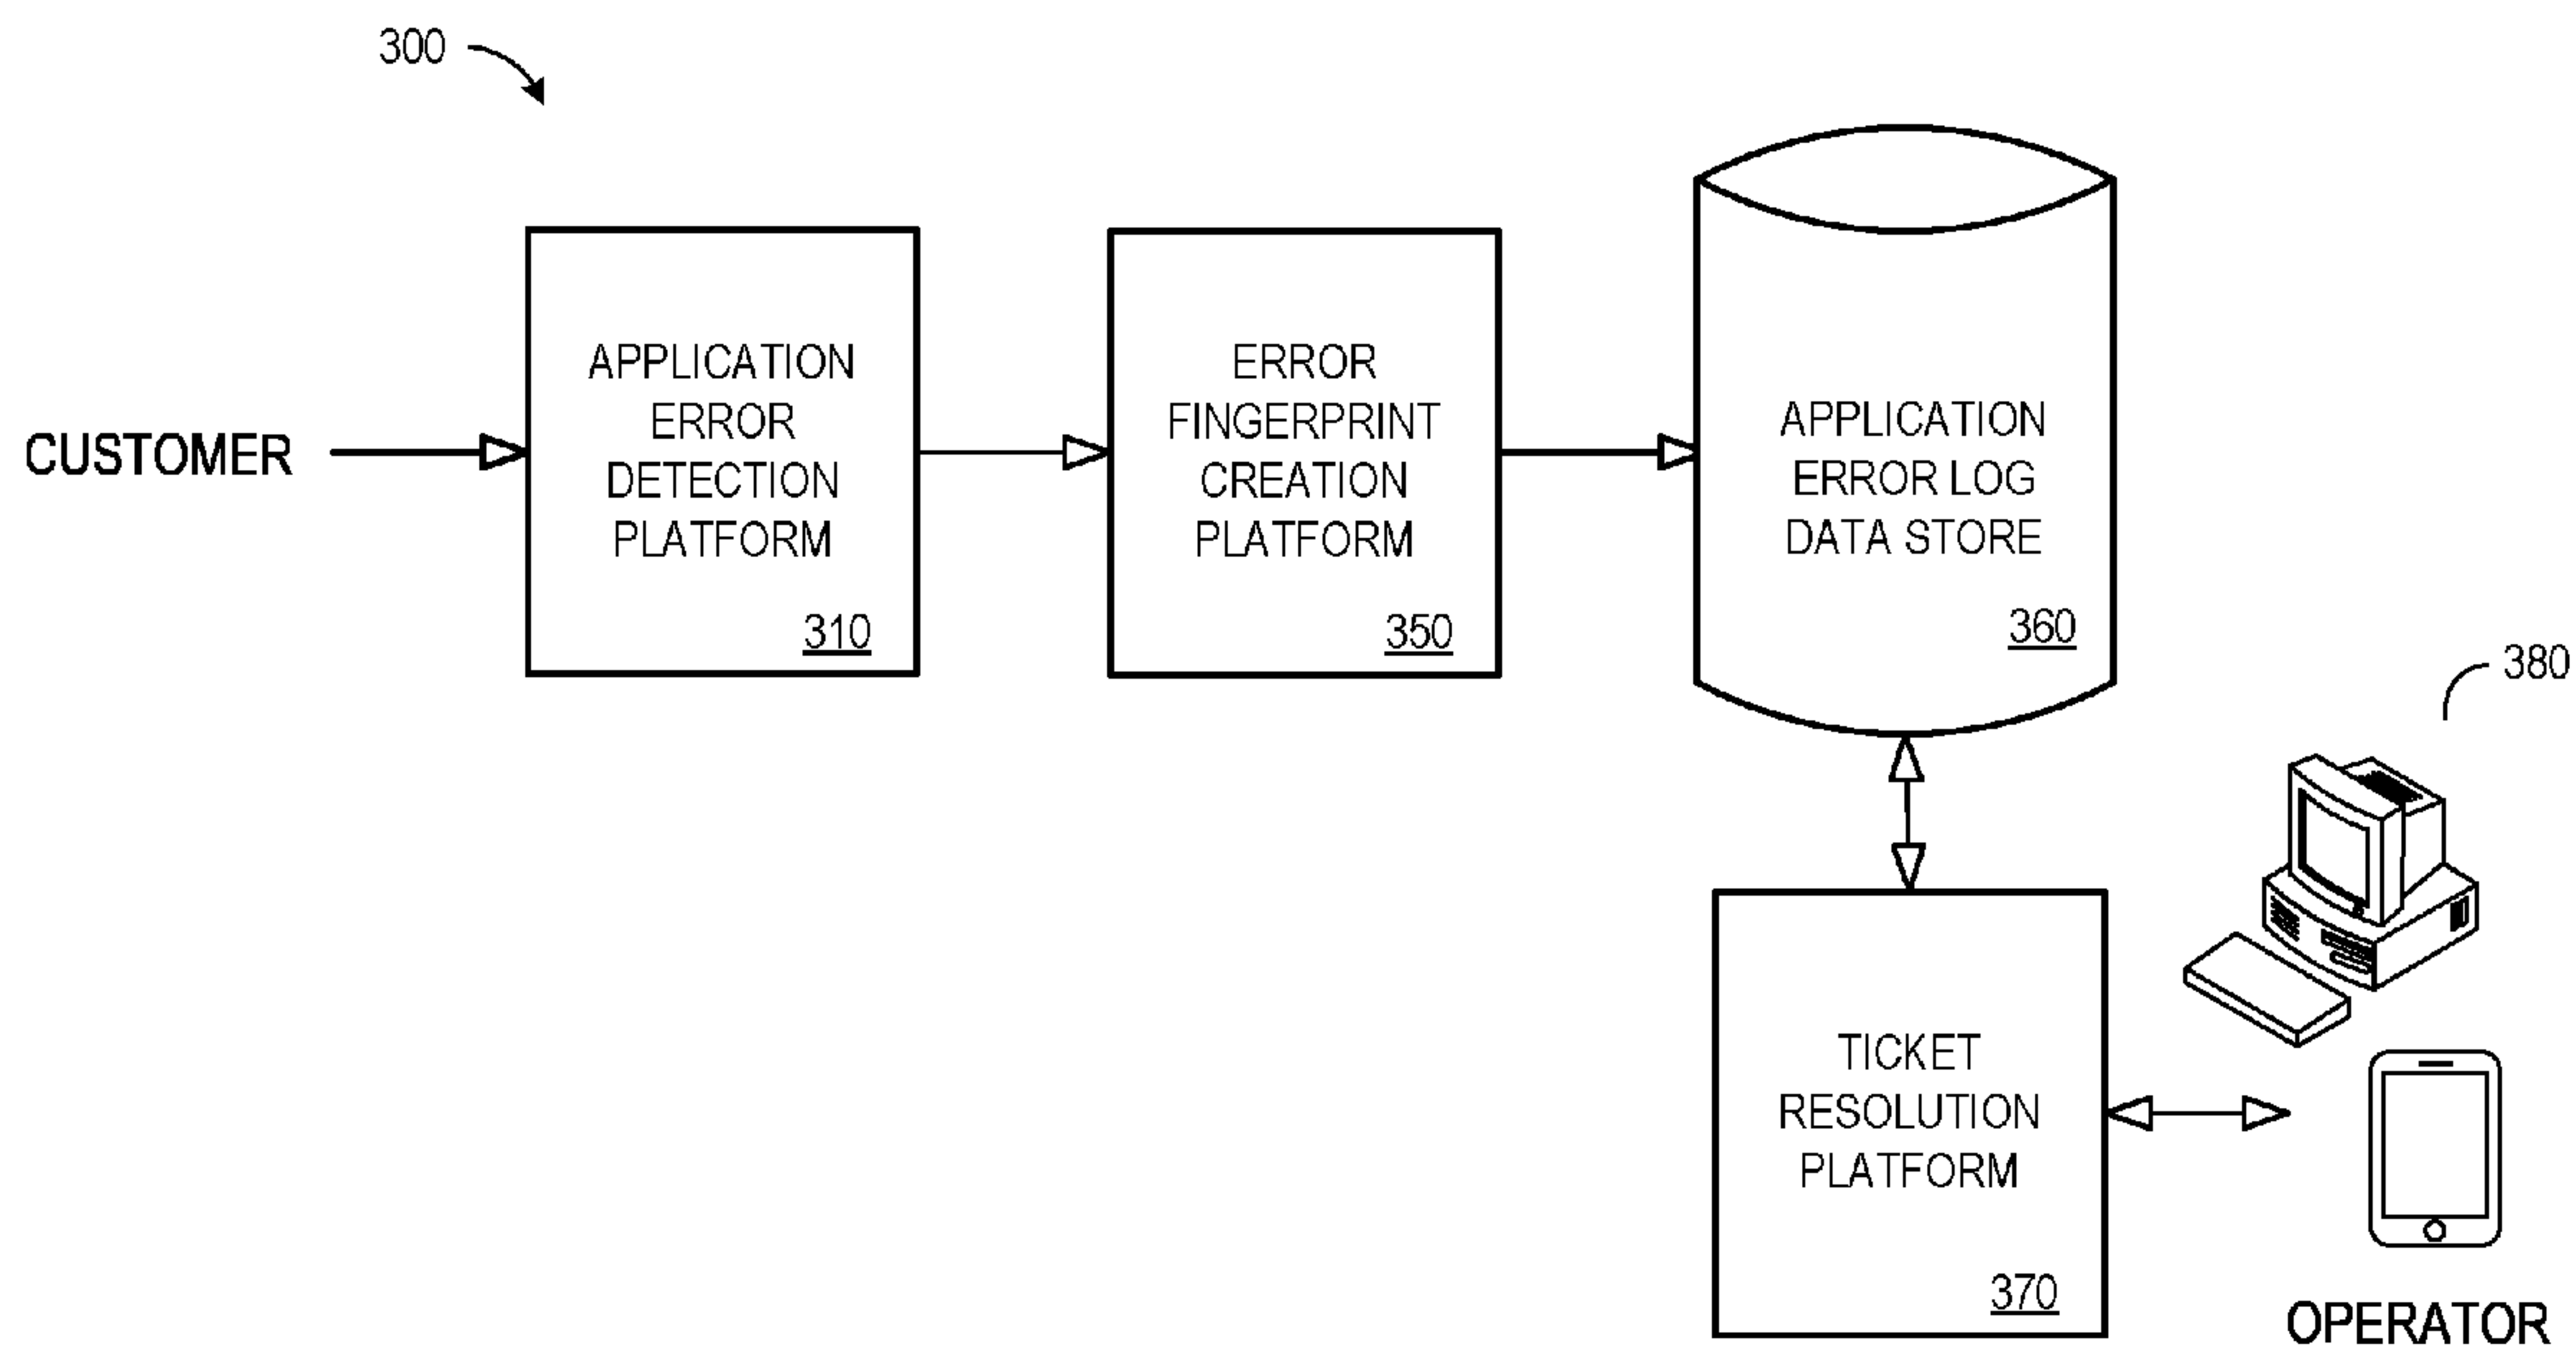 300
CUSTOMER
APPLICATION
ERROR
DETECTION
PLATFORM
310
ERROR
FINGERPRINT
CREATION
PLATFORM
350
APPLICATION
ERROR LOG
DATA STORE
360
380
TICKET
RESOLUTION
PLATFORM
370
OPERATOR